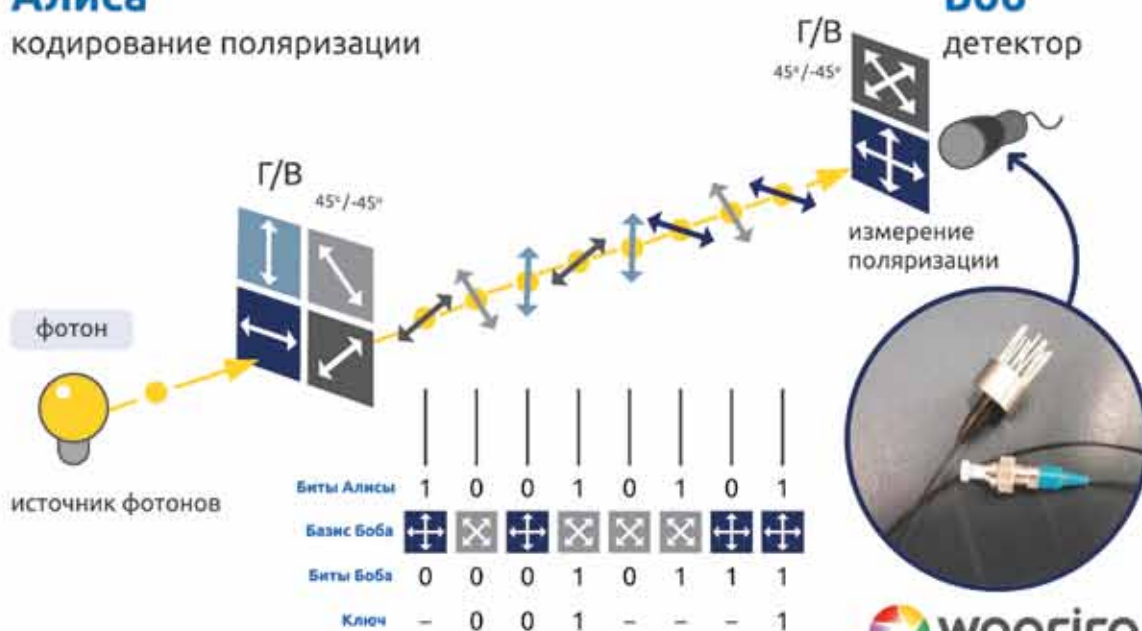 Алиса
Боб
кодирование поляризации
детектор
Г/В
45°/-45°
Г/В
45°/-45°
измерение
поляризации
фотон
источник фотонов
Биты Алисы 1 0 0 1 0 1 0 1
Базис Боба
Биты Боба 0 0 0 1 0 1 1 1
Ключ – 0 0 1 – – – 1